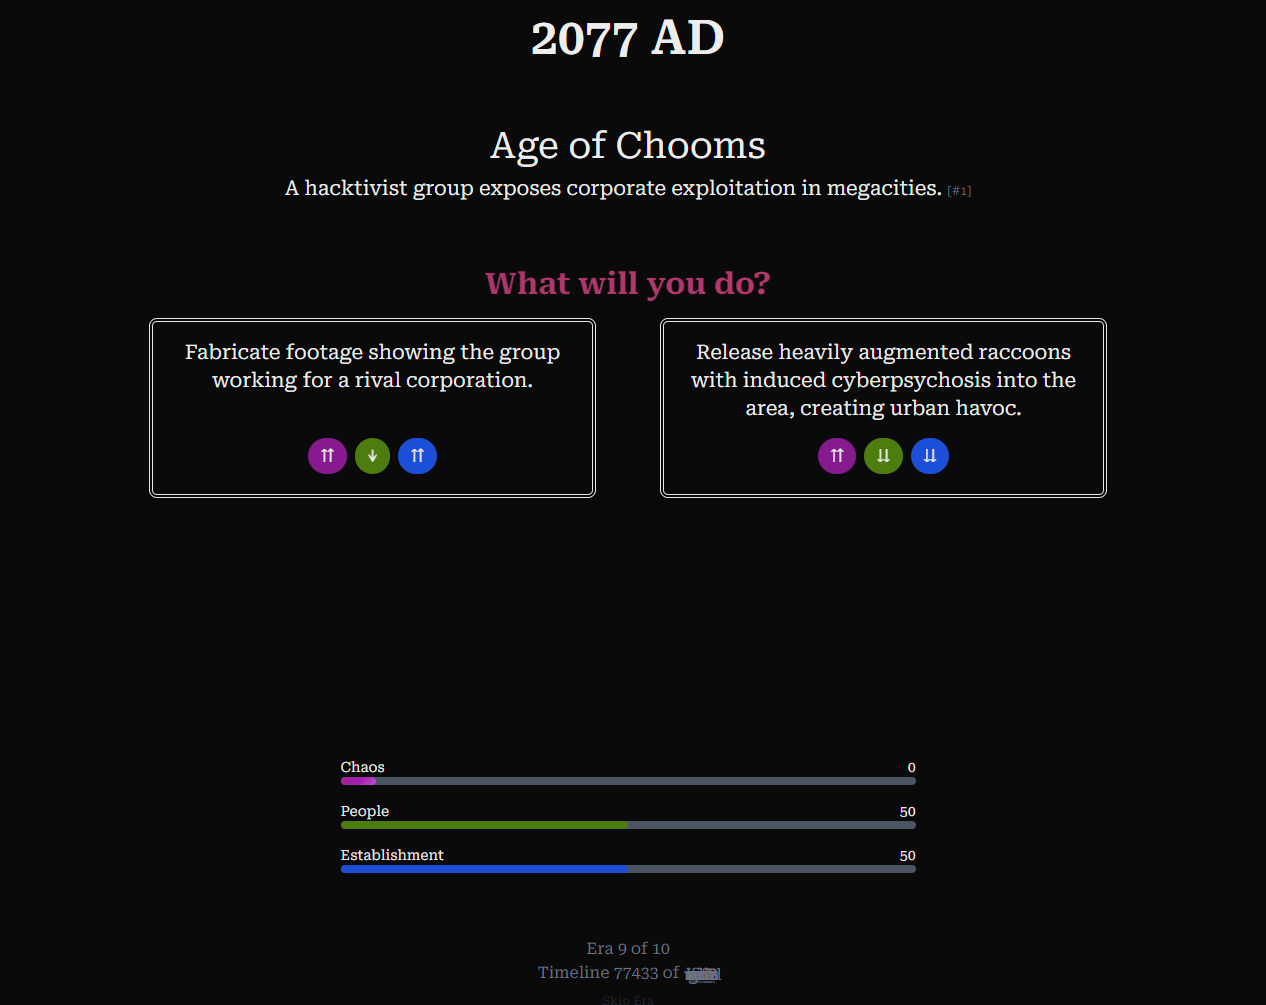 2077 AD
Age of Chooms
A hacktivist group exposes corporate exploitation in megacities. [#1]
What will you do?
Fabricate footage showing the group
working for a rival corporation.
Release heavily augmented raccoons
with induced cyberpsychosis into the
area, creating urban havoc.
Chaos 0
People 50
Establishment 50
Era 9 of 10
Timeline 77433 of
Skip Era